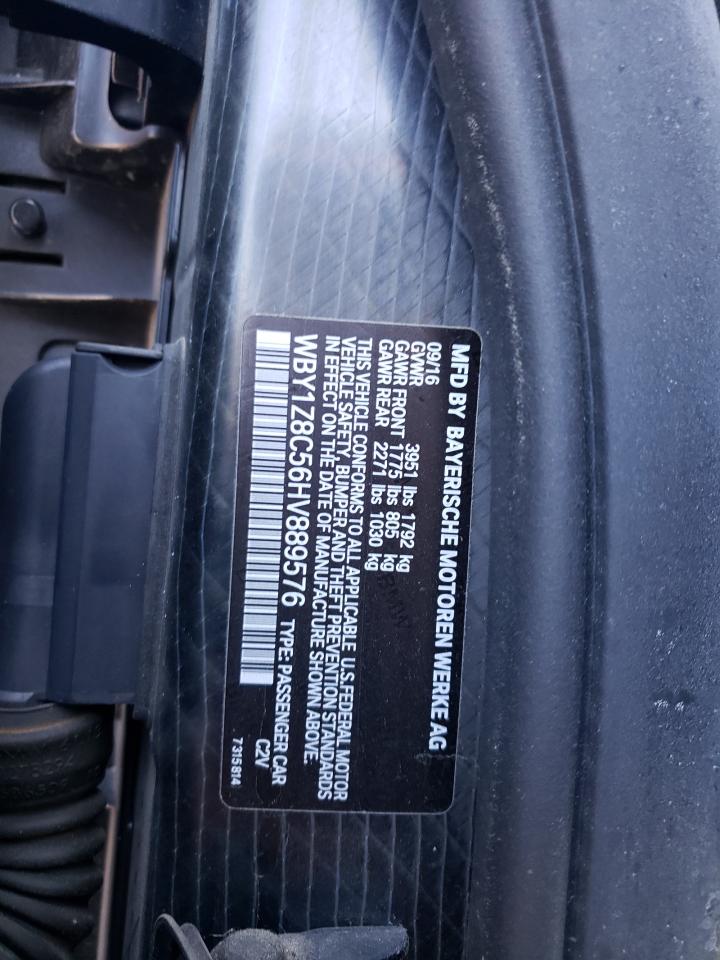 MFD BY BAYERISCHE MOTOREN WERKE AG
09/16
GVWR 3951 lbs 1792 kg
GAWR FRONT 1775 lbs 805 kg
GAWR REAR 2271 lbs 1030 kg
BMW
THIS VEHICLE CONFORMS TO ALL APPLICABLE U.S.FEDERAL MOTOR
VEHICLE SAFETY, BUMPER AND THEFT PREVENTION STANDARDS
IN EFFECT ON THE DATE OF MANUFACTURE SHOWN ABOVE.
WBY1Z8C56HV889576 TYPE: PASSENGER CAR
C2V
7315814